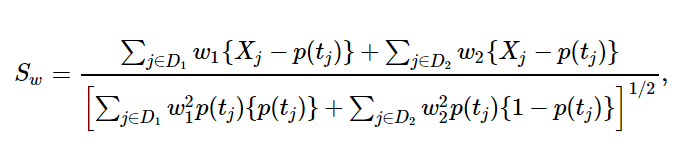 $$S_w = \frac{\sum_{j \in D_1} w_1\{X_j - p(t_j)\} + \sum_{j \in D_2} w_2\{X_j - p(t_j)\}}{\left[\sum_{j \in D_1} w_1^2 p(t_j)\{p(t_j)\} + \sum_{j \in D_2} w_2^2 p(t_j)\{1 - p(t_j)\}\right]^{1/2}},$$